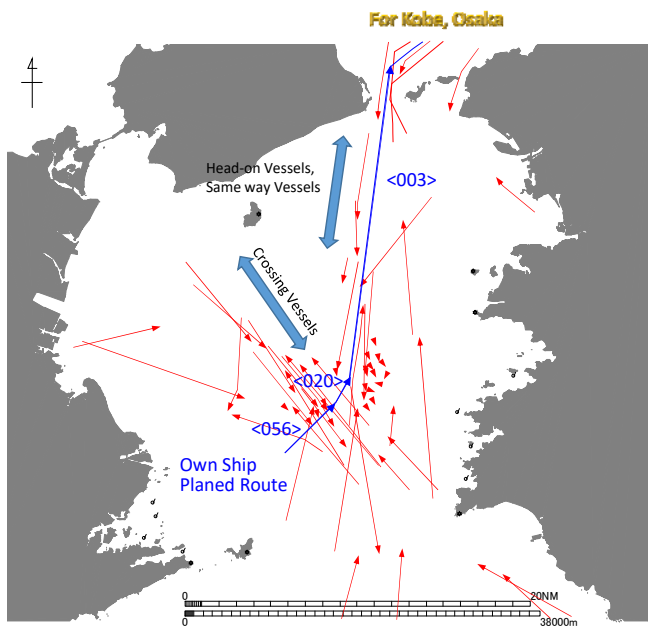 For Kobe, Osaka
4
Head-on Vessels,
Same way Vessels
<003>
Crossing Vessels
<020>
<056>
Own Ship
Planed Route
0
20NM
0
38000m